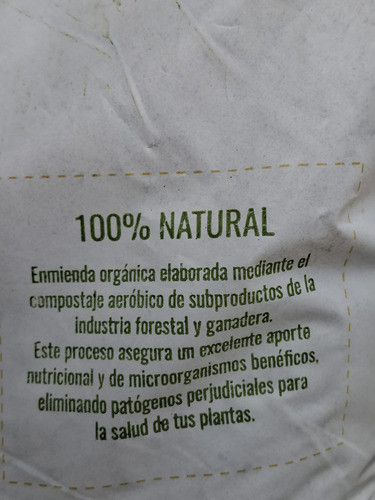 100% NATURAL
Enmienda orgánica elaborada mediante el
compostaje aeróbico de subproductos de la
industria forestal y ganadera.
Este proceso asegura un excelente aporte
nutricional y de microorganismos benéficos,
eliminando patógenos perjudiciales para
la salud de tus plantas.